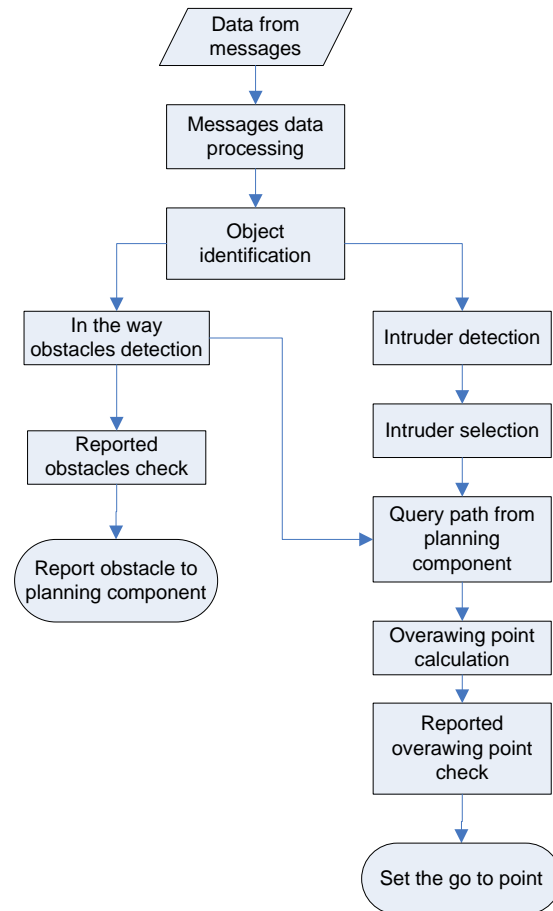 Data from
messages
Messages data
processing
Object
identification
In the way
obstacles detection
Reported
obstacles check
Report obstacle to
planning component
Intruder detection
Intruder selection
Query path from
planning
component
Overawing point
calculation
Reported
overawing point
check
Set the go to point